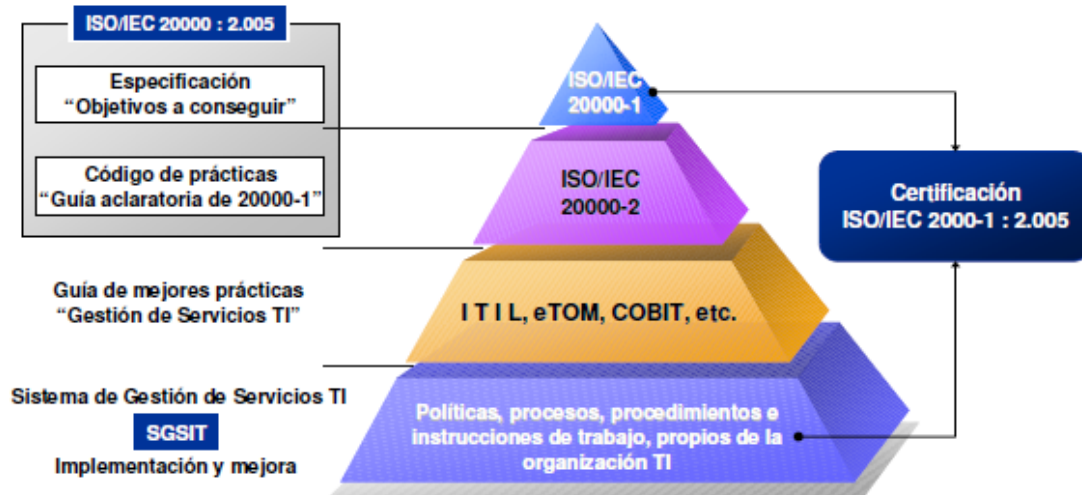 ISO/IEC 20000 : 2.005
Especificación
“Objetivos a conseguir”
Código de prácticas
“Guía aclaratoria de 20000-1”
Guía de mejores prácticas
“Gestión de Servicios TI”
Sistema de Gestión de Servicios TI
SGSIT
Implementación y mejora
ISO/IEC
20000-1
ISO/IEC
20000-2
I T I L, eTOM, COBIT, etc.
Políticas, procesos, procedimientos e
instrucciones de trabajo, propios de la
organización TI
Certificación
ISO/IEC 2000-1 : 2.005